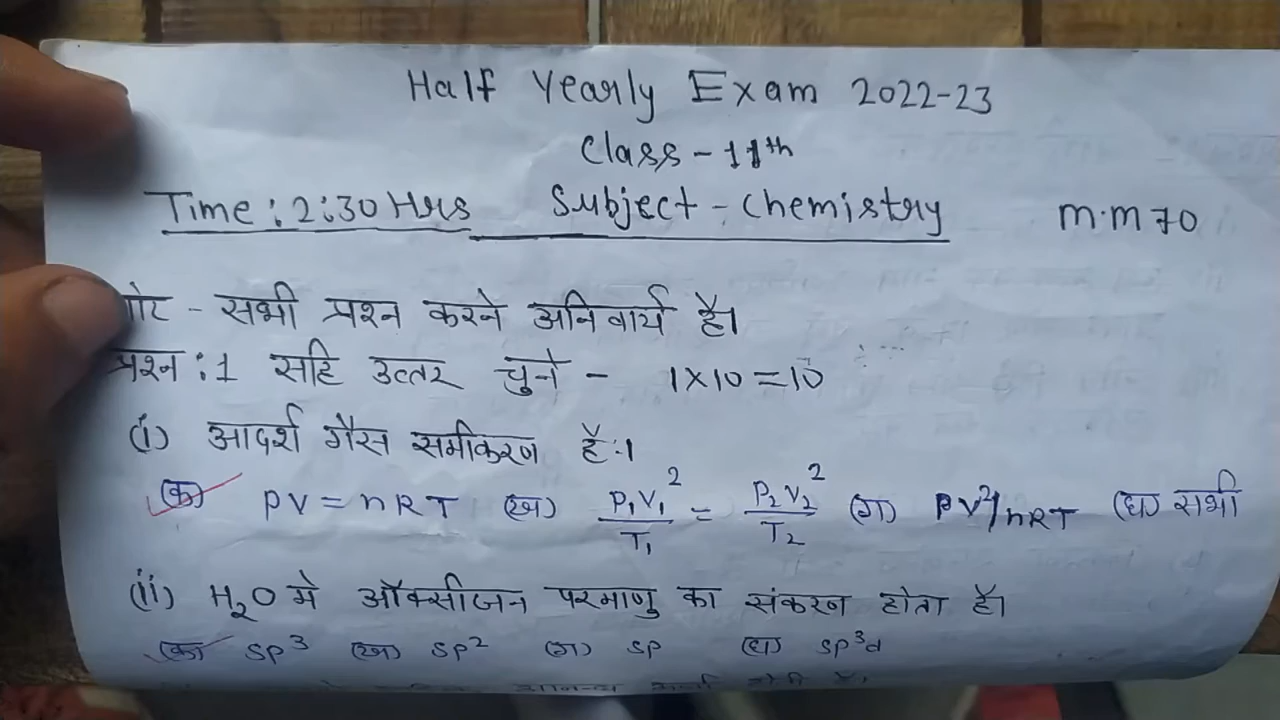 Half Yearly Exam 2022-23
Class-11th
Time:2:30 Hrs Subject-Chemistry M.M 70
नोट - सभी प्रश्न करने अनिवार्य है।
प्रश्न:1 सहि उत्तर चुने - 1×10=10
(i) आदर्श गैस समीकरण है:।
(क) PV=nRT (ख) P₁V₁²/T₁ = P₂V₂²/T₂ (ग) PV²/nRT (घ) सभी
(ii) H₂O मे ऑक्सीजन परमाणु का संकरन होता है।
(क) sp³ (ख) sp² (ग) sp (घ) sp³d